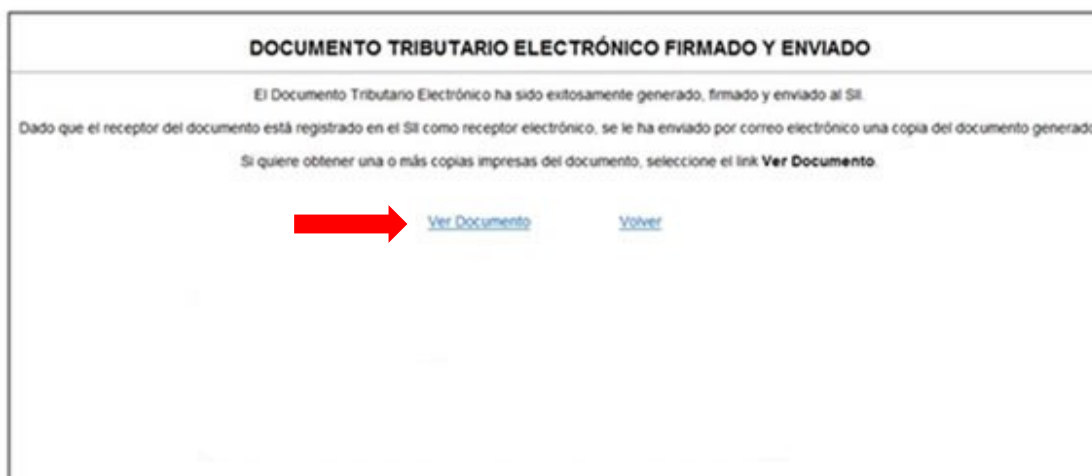 DOCUMENTO TRIBUTARIO ELECTRÓNICO FIRMADO Y ENVIADO
El Documento Tributario Electrónico ha sido exitosamente generado, firmado y enviado al SII.
Dado que el receptor del documento está registrado en el SII como receptor electrónico, se le ha enviado por correo electrónico una copia del documento generad
Si quiere obtener una o más copias impresas del documento, seleccione el link Ver Documento.
Ver Documento Volver